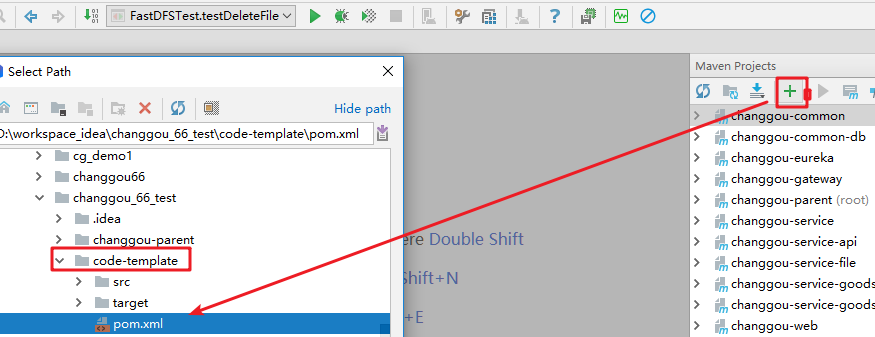 FastDFSTest.testDeleteFile
Select Path
Hide path
D:\workspace_idea\changgou_66_test\code-template\pom.xml
cg_demo1
changgou66
changgou_66_test
.idea
changgou-parent
code-template
src
target
pom.xml
ere Double Shift
Shift+N
+E
Maven Projects
changgou-common
changgou-common-db
changgou-eureka
changgou-gateway
changgou-parent (root)
changgou-service
changgou-service-api
changgou-service-file
changgou-service-goods
changgou-service-goods
changgou-web